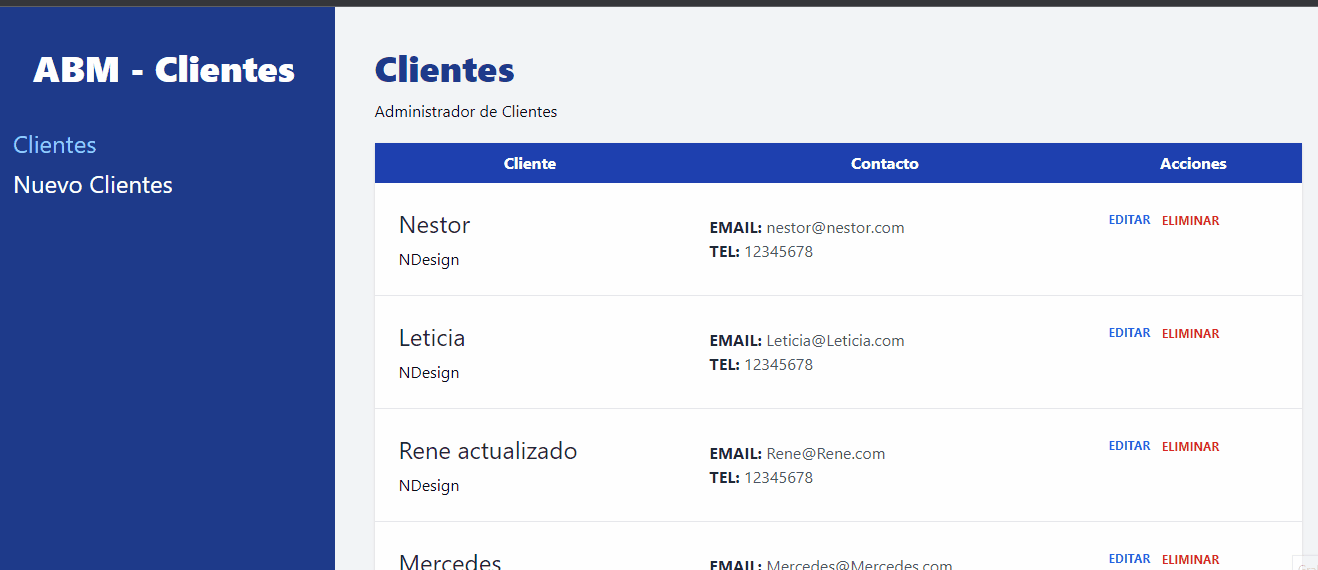 ABM - Clientes
Clientes
Nuevo Clientes
Clientes
Administrador de Clientes
Cliente Contacto Acciones
Nestor
NDesign
EMAIL: nestor@nestor.com
TEL: 12345678
EDITAR ELIMINAR
Leticia
NDesign
EMAIL: Leticia@Leticia.com
TEL: 12345678
EDITAR ELIMINAR
Rene actualizado
NDesign
EMAIL: Rene@Rene.com
TEL: 12345678
EDITAR ELIMINAR
Mercedes
EMAIL: Mercedes@Mercedes.com
EDITAR ELIMINAR